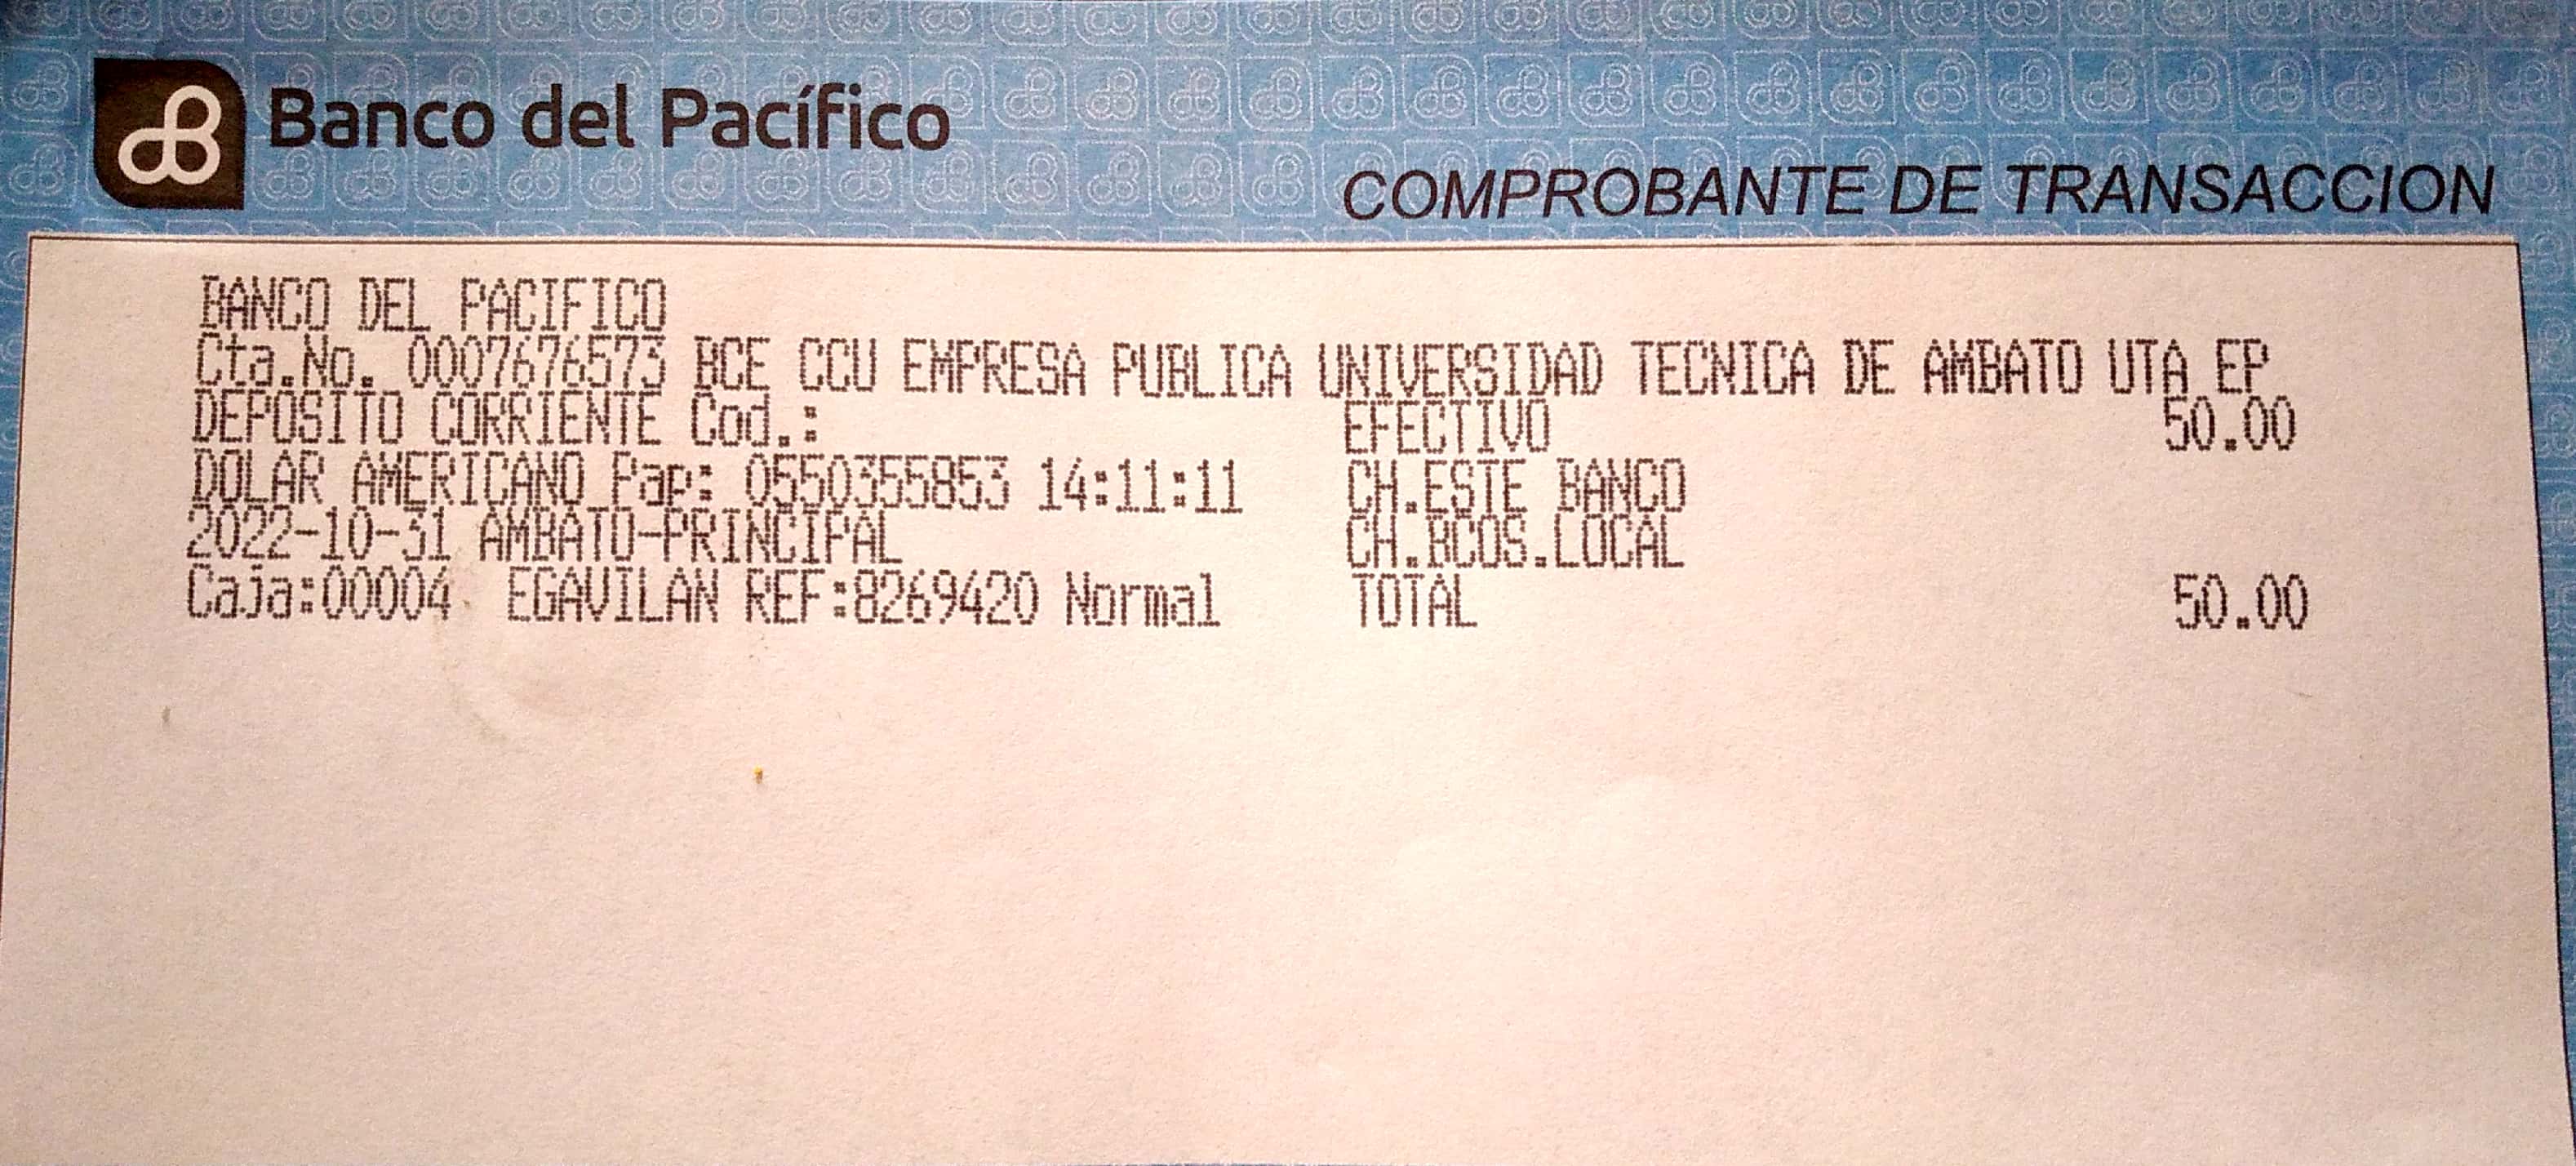 Banco del Pacífico
COMPROBANTE DE TRANSACCION
BANCO DEL PACIFICO
Cta.No. 0007676573 BCE CCU EMPRESA PUBLICA UNIVERSIDAD TECNICA DE AMBATO UTA EP
DEPOSITO CORRIENTE Cod.: EFECTIVO 50.00
DOLAR AMERICANO Pap: 0550355853 14:11:11 CH.ESTE BANCO
2022-10-31 AMBATO-PRINCIPAL CH.BCOS.LOCAL
Caja:00004 EGAVILAN REF:8269420 Normal TOTAL 50.00